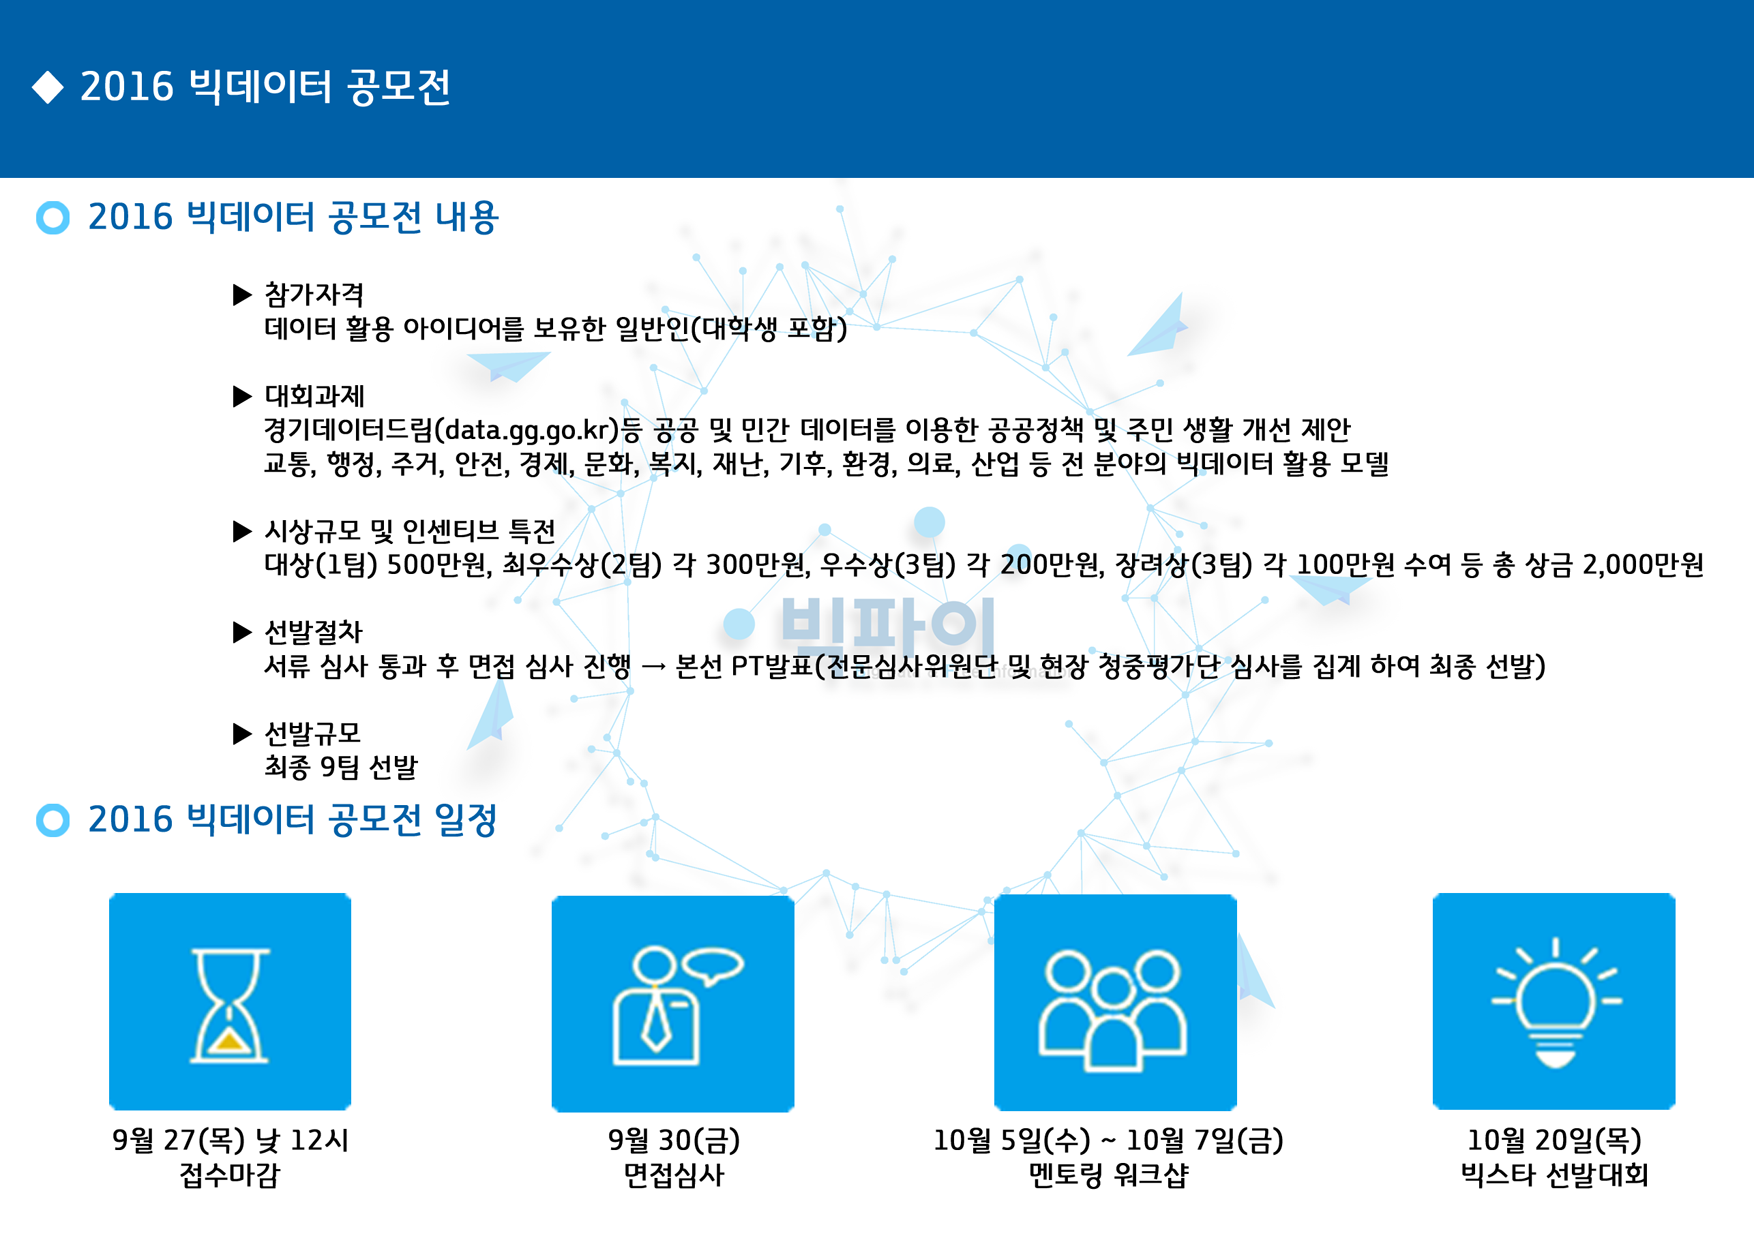 ◆ 2016 빅데이터 공모전
2016 빅데이터 공모전 내용
▶ 참가자격
데이터 활용 아이디어를 보유한 일반인(대학생 포함)
▶ 대회과제
경기데이터드림(data.gg.go.kr)등 공공 및 민간 데이터를 이용한 공공정책 및 주민 생활 개선 제안
교통, 행정, 주거, 안전, 경제, 문화, 복지, 재난, 기후, 환경, 의료, 산업 등 전 분야의 빅데이터 활용 모델
▶ 시상규모 및 인센티브 특전
대상(1팀) 500만원, 최우수상(2팀) 각 300만원, 우수상(3팀) 각 200만원, 장려상(3팀) 각 100만원 수여 등 총 상금 2,000만원
빅파이
▶ 선발절차
서류 심사 통과 후 면접 심사 진행 → 본선 PT발표(전문심사위원단 및 현장 청중평가단 심사를 집계 하여 최종 선발)
▶ 선발규모
최종 9팀 선발
2016 빅데이터 공모전 일정
9월 27(목) 낮 12시
접수마감
9월 30(금)
면접심사
10월 5일(수) ~ 10월 7일(금)
멘토링 워크샵
10월 20일(목)
빅스타 선발대회